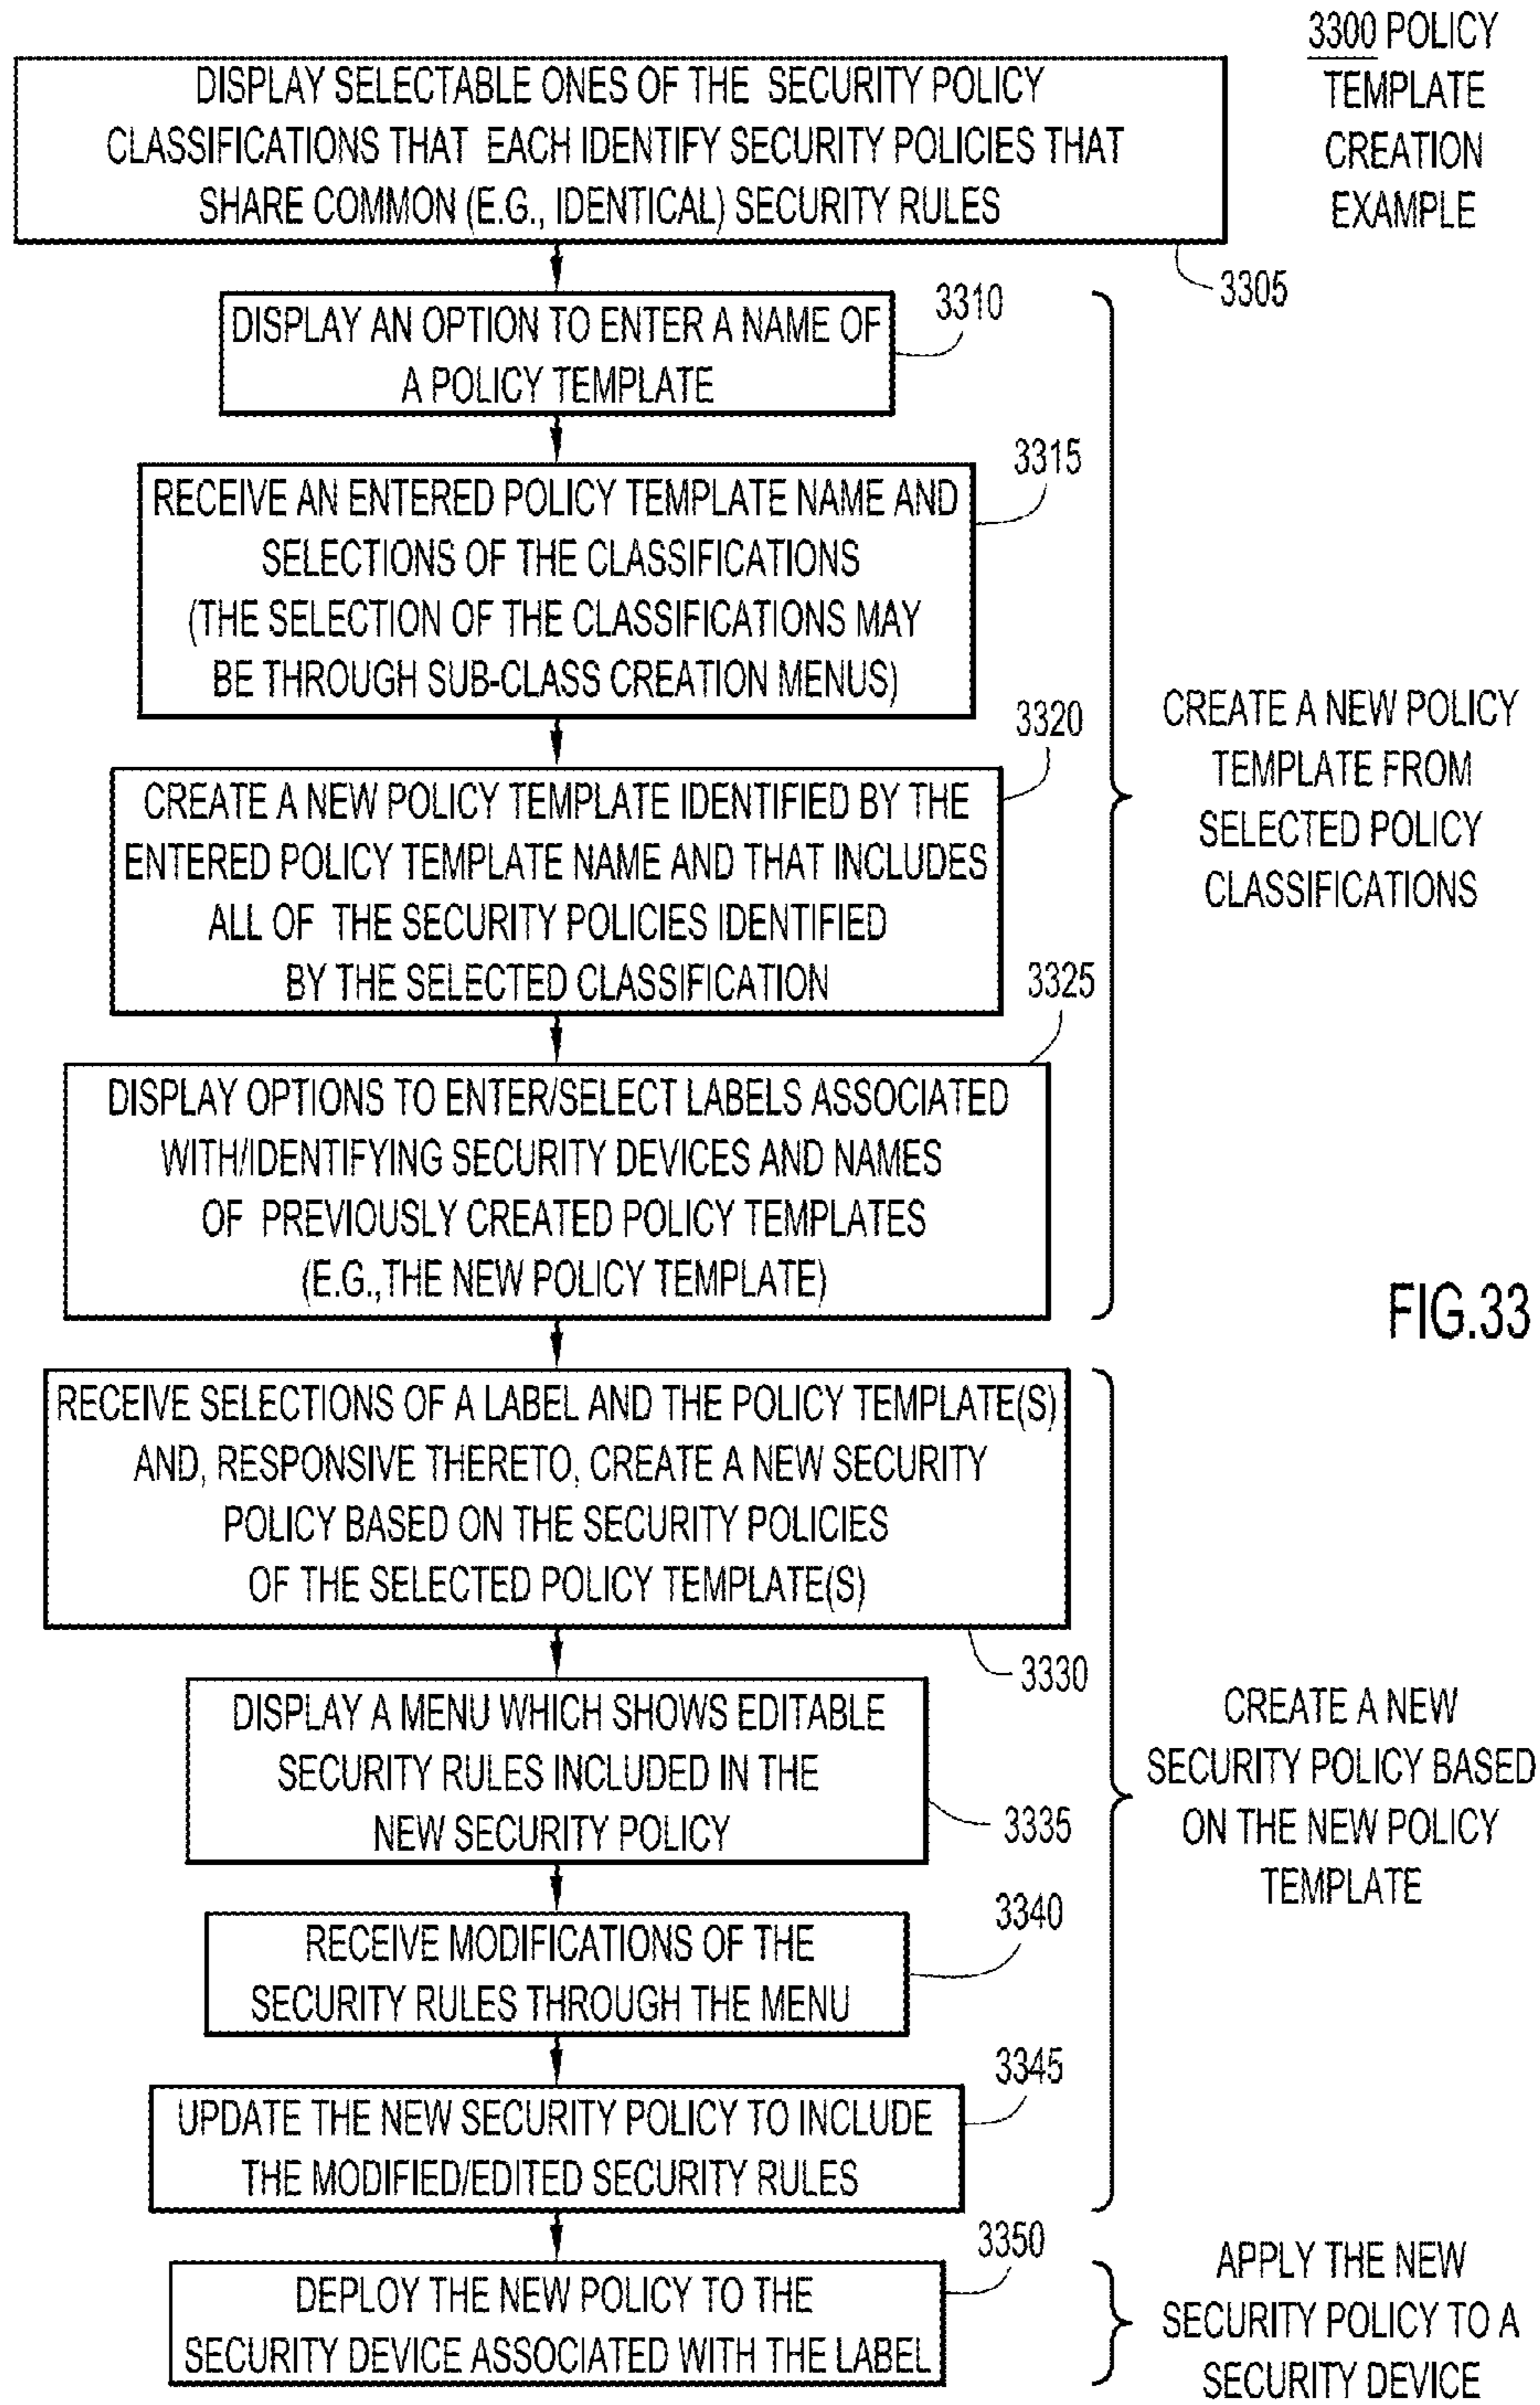 3300 POLICY
TEMPLATE
CREATION
EXAMPLE
DISPLAY SELECTABLE ONES OF THE SECURITY POLICY
CLASSIFICATIONS THAT EACH IDENTIFY SECURITY POLICIES THAT
SHARE COMMON (E.G., IDENTICAL) SECURITY RULES
3305
DISPLAY AN OPTION TO ENTER A NAME OF
A POLICY TEMPLATE
3310
RECEIVE AN ENTERED POLICY TEMPLATE NAME AND
SELECTIONS OF THE CLASSIFICATIONS
(THE SELECTION OF THE CLASSIFICATIONS MAY
BE THROUGH SUB-CLASS CREATION MENUS)
3315
CREATE A NEW POLICY TEMPLATE IDENTIFIED BY THE
ENTERED POLICY TEMPLATE NAME AND THAT INCLUDES
ALL OF THE SECURITY POLICIES IDENTIFIED
BY THE SELECTED CLASSIFICATION
3320
DISPLAY OPTIONS TO ENTER/SELECT LABELS ASSOCIATED
WITH/IDENTIFYING SECURITY DEVICES AND NAMES
OF PREVIOUSLY CREATED POLICY TEMPLATES
(E.G.,THE NEW POLICY TEMPLATE)
3325
CREATE A NEW POLICY
TEMPLATE FROM
SELECTED POLICY
CLASSIFICATIONS
FIG.33
RECEIVE SELECTIONS OF A LABEL AND THE POLICY TEMPLATE(S)
AND, RESPONSIVE THERETO, CREATE A NEW SECURITY
POLICY BASED ON THE SECURITY POLICIES
OF THE SELECTED POLICY TEMPLATE(S)
3330
DISPLAY A MENU WHICH SHOWS EDITABLE
SECURITY RULES INCLUDED IN THE
NEW SECURITY POLICY
3335
RECEIVE MODIFICATIONS OF THE
SECURITY RULES THROUGH THE MENU
3340
UPDATE THE NEW SECURITY POLICY TO INCLUDE
THE MODIFIED/EDITED SECURITY RULES
3345
CREATE A NEW
SECURITY POLICY BASED
ON THE NEW POLICY
TEMPLATE
DEPLOY THE NEW POLICY TO THE
SECURITY DEVICE ASSOCIATED WITH THE LABEL
3350
APPLY THE NEW
SECURITY POLICY TO A
SECURITY DEVICE